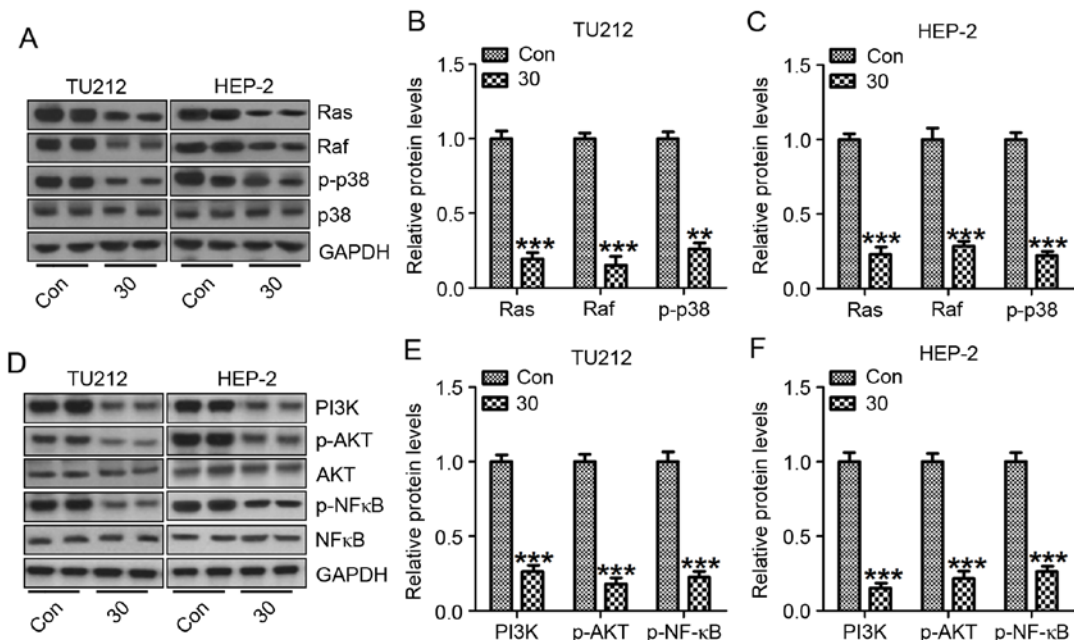 A
TU212 HEP-2
Ras
Raf
p-p38
p38
GAPDH
Con 30 Con 30
B
TU212
Con
30
Relative protein levels
1.5
1.0
0.5
0.0
*** *** **
Ras Raf p-p38
C
HEP-2
Con
30
Relative protein levels
1.5
1.0
0.5
0.0
*** *** ***
Ras Raf p-p38
D
TU212 HEP-2
PI3K
p-AKT
AKT
p-NFκB
NFκB
GAPDH
Con 30 Con 30
E
TU212
Con
30
Relative protein levels
1.5
1.0
0.5
0.0
*** *** ***
PI3K p-AKT p-NF-κB
F
HEP-2
Con
30
Relative protein levels
1.5
1.0
0.5
0.0
*** *** ***
PI3K p-AKT p-NF-κB